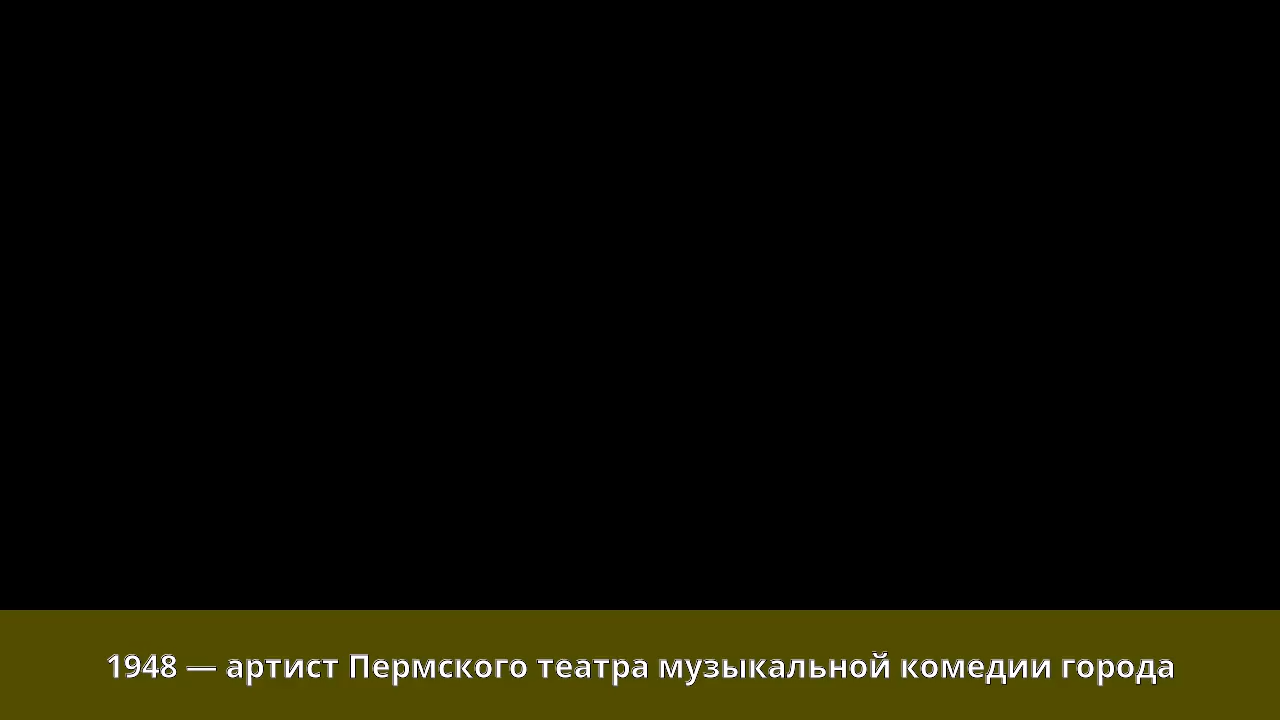 1948 — артист Пермского театра музыкальной комедии города